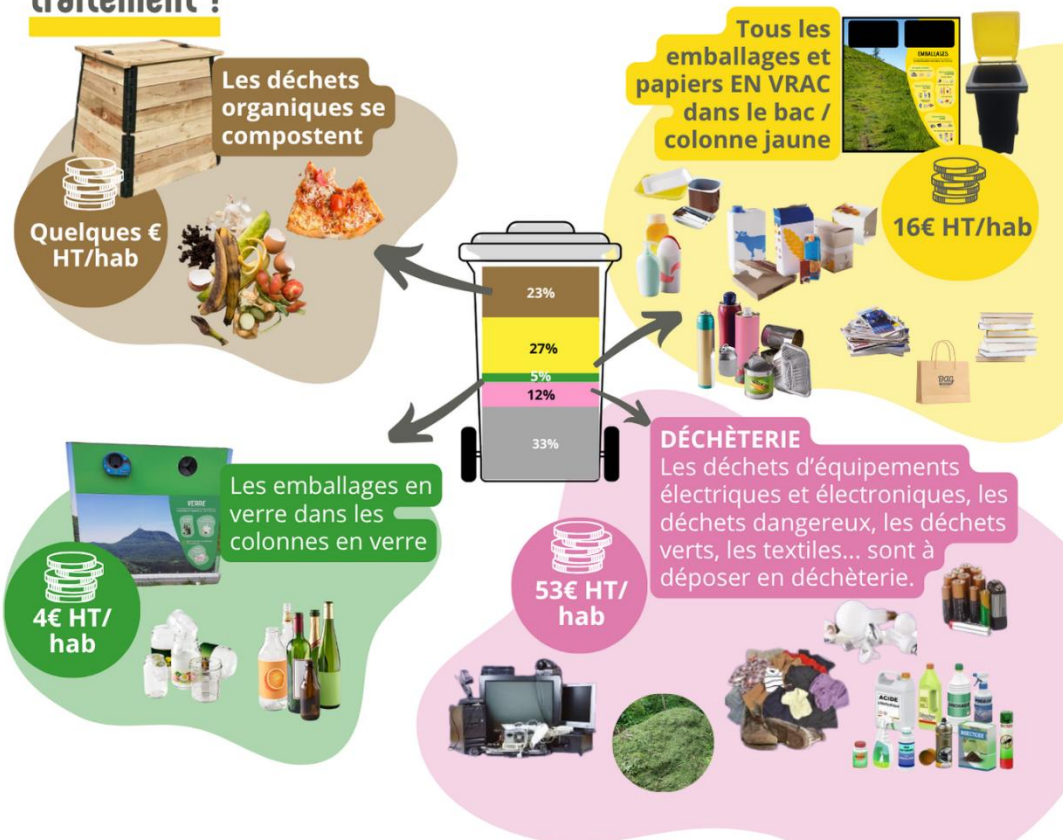 traitement !
Les déchets
organiques se
compostent
Quelques €
HT/hab
Tous les
emballages et
papiers EN VRAC
dans le bac /
colonne jaune
EMBALLAGES
16€ HT/hab
23%
27%
5%
12%
33%
BAG
VERRE
Les emballages en
verre dans les
colonnes en verre
4€ HT/
hab
DÉCHÈTERIE
Les déchets d'équipements
électriques et électroniques, les
déchets dangereux, les déchets
verts, les textiles... sont à
déposer en déchèterie.
53€ HT/
hab
ACIDE
INSECTICIDE